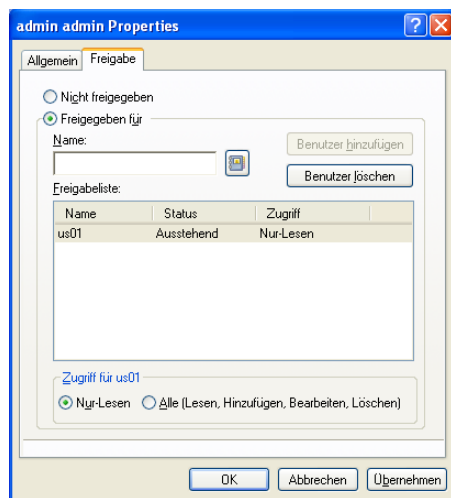 admin admin Properties
Allgemein Freigabe
Nicht freigegeben
Freigegeben für
Name:
Benutzer hinzufügen
Benutzer löschen
Freigabeliste:
Name Status Zugriff
us01 Ausstehend Nur-Lesen
Zugriff für us01
Nur-Lesen Alle (Lesen, Hinzufügen, Bearbeiten, Löschen)
OK Abbrechen Übernehmen